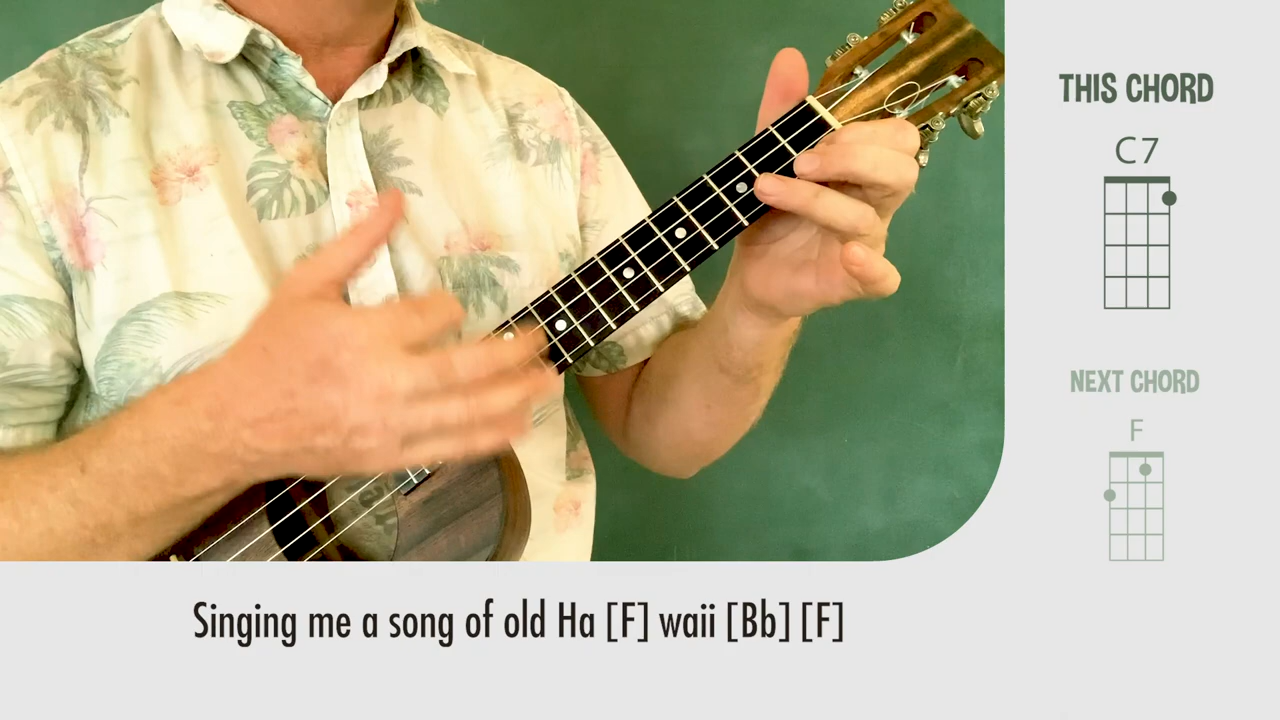 THIS CHORD
C7
NEXT CHORD
F
Singing me a song of old Ha [F] waii [Bb] [F]